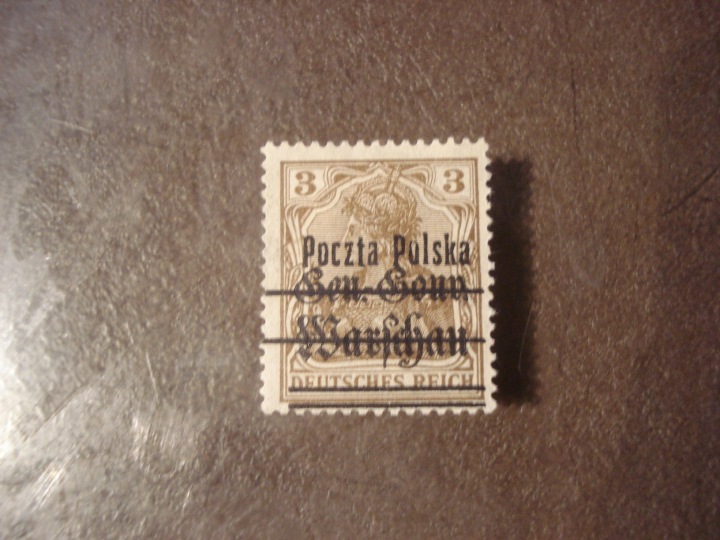 3 3
Poczta Polska
Gen.-Gouv.
Warschau
DEUTSCHES REICH